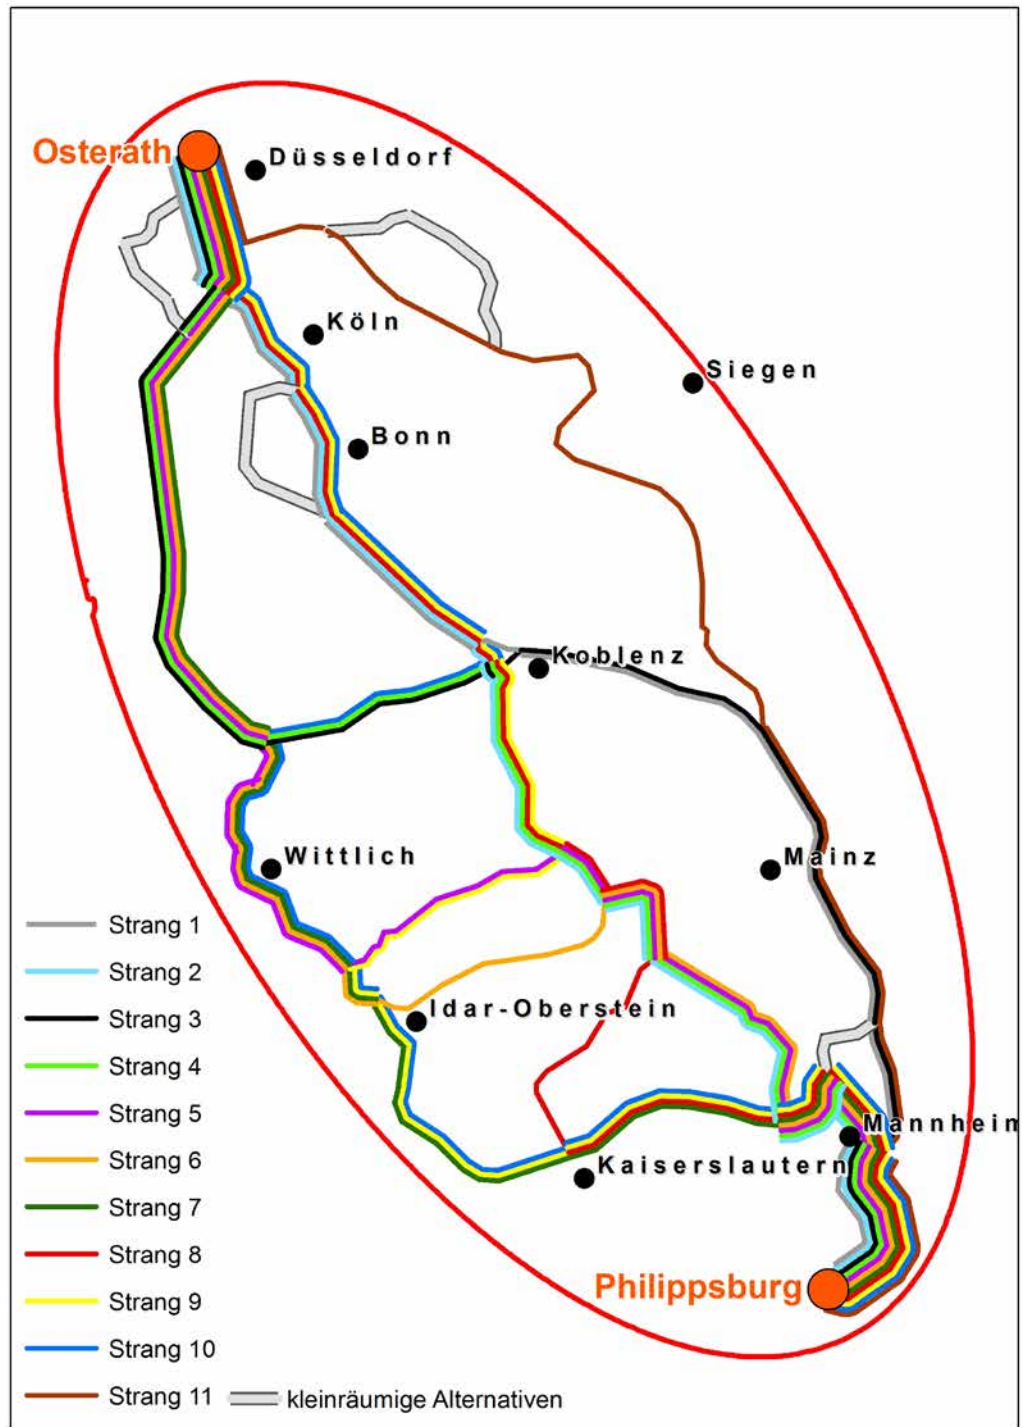 Osterath
Düsseldorf
Köln
Siegen
Bonn
Koblenz
Wittlich
Mainz
Idar-Oberstein
Mannheim
Kaiserslautern
Philippsburg
Strang 1
Strang 2
Strang 3
Strang 4
Strang 5
Strang 6
Strang 7
Strang 8
Strang 9
Strang 10
Strang 11
kleinräumige Alternativen